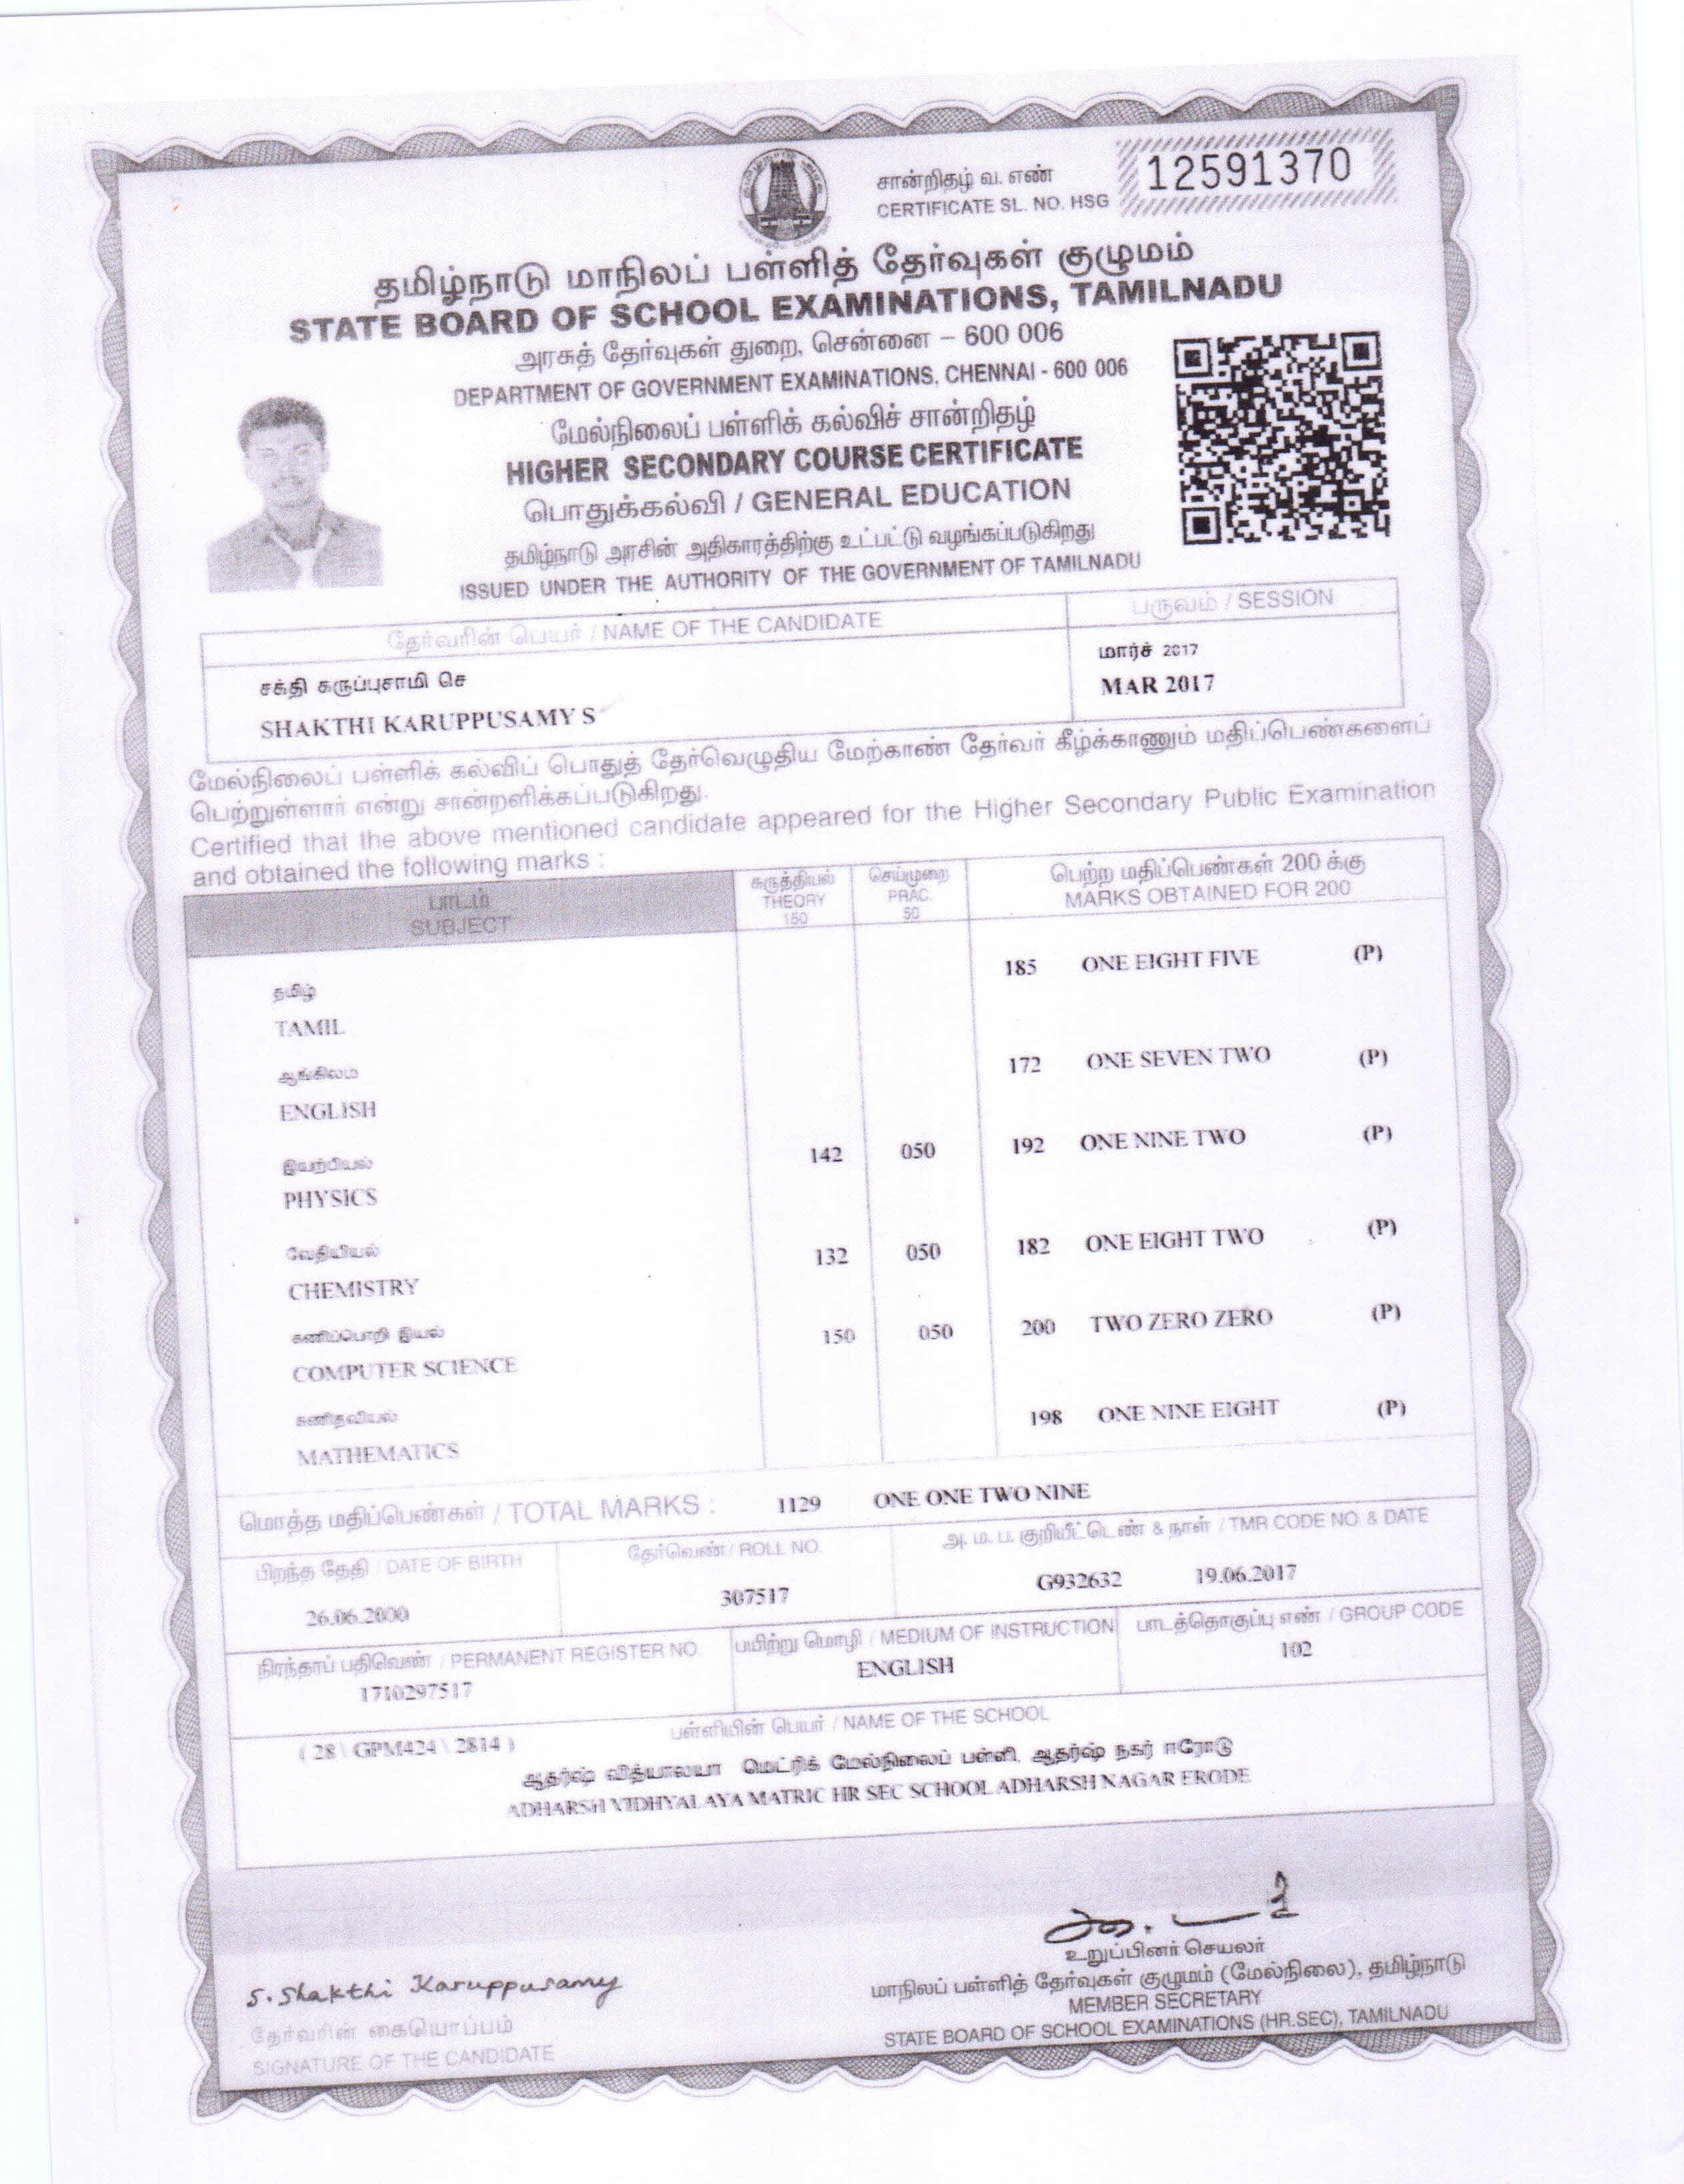 சான்றிதழ் வ. எண்
CERTIFICATE SL. NO. HSG
12591370
தமிழ்நாடு மாநிலப் பள்ளித் தேர்வுகள் குழுமம்
STATE BOARD OF SCHOOL EXAMINATIONS, TAMILNADU
அரசுத் தேர்வுகள் துறை, சென்னை – 600 006
DEPARTMENT OF GOVERNMENT EXAMINATIONS, CHENNAI - 600 006
மேல்நிலைப் பள்ளிக் கல்விச் சான்றிதழ்
HIGHER SECONDARY COURSE CERTIFICATE
பொதுக்கல்வி / GENERAL EDUCATION
தமிழ்நாடு அரசின் அதிகாரத்திற்கு உட்பட்டு வழங்கப்படுகிறது
ISSUED UNDER THE AUTHORITY OF THE GOVERNMENT OF TAMILNADU
தேர்வரின் பெயர் / NAME OF THE CANDIDATE
பருவம் / SESSION
சக்தி கருப்புசாமி செ
மார்ச் 2017
SHAKTHI KARUPPUSAMY S
MAR 2017
மேல்நிலைப் பள்ளிக் கல்விப் பொதுத் தேர்வெழுதிய மேற்காண் தேர்வர் கீழ்க்காணும் மதிப்பெண்களைப்
பெற்றுள்ளார் என்று சான்றளிக்கப்படுகிறது.
Certified that the above mentioned candidate appeared for the Higher Secondary Public Examination
and obtained the following marks :
பாடம்
SUBJECT
கருத்தியல்
THEORY
150
செய்முறை
PRAC.
50
பெற்ற மதிப்பெண்கள் 200 க்கு
MARKS OBTAINED FOR 200
தமிழ்
TAMIL
185 ONE EIGHT FIVE (P)
ஆங்கிலம்
ENGLISH
172 ONE SEVEN TWO (P)
இயற்பியல்
PHYSICS
142 050 192 ONE NINE TWO (P)
வேதியியல்
CHEMISTRY
132 050 182 ONE EIGHT TWO (P)
கணிப்பொறி இயல்
COMPUTER SCIENCE
150 050 200 TWO ZERO ZERO (P)
கணிதவியல்
MATHEMATICS
198 ONE NINE EIGHT (P)
மொத்த மதிப்பெண்கள் / TOTAL MARKS : 1129 ONE ONE TWO NINE
பிறந்த தேதி / DATE OF BIRTH
26.06.2000
தேர்வெண் / ROLL NO.
307517
அ. ம. ப. குறியீட்டெண் & நாள் / TMR CODE NO. & DATE
G932632 19.06.2017
நிரந்தரப் பதிவெண் / PERMANENT REGISTER NO.
1710297517
பயிற்று மொழி / MEDIUM OF INSTRUCTION
ENGLISH
பாடத்தொகுப்பு எண் / GROUP CODE
102
பள்ளியின் பெயர் / NAME OF THE SCHOOL
( 28 \ GPM424 \ 2814 )
ஆதர்ஷ் வித்யாலயா மெட்ரிக் மேல்நிலைப் பள்ளி, ஆதர்ஷ் நகர் ஈரோடு
ADHARSH VIDHYALAYA MATRIC HR SEC SCHOOL ADHARSH NAGAR ERODE
S. Shakthi Karuppusamy
தேர்வரின் கையொப்பம்
SIGNATURE OF THE CANDIDATE
உறுப்பினர் செயலர்
மாநிலப் பள்ளித் தேர்வுகள் குழுமம் (மேல்நிலை), தமிழ்நாடு
MEMBER SECRETARY
STATE BOARD OF SCHOOL EXAMINATIONS (HR.SEC), TAMILNADU